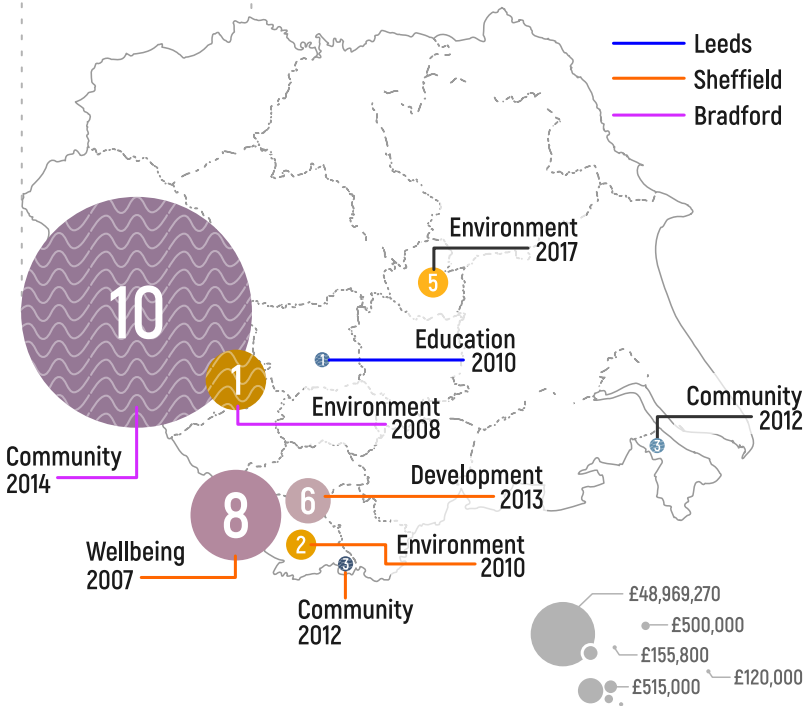 Leeds
Sheffield
Bradford
Environment
2017
5
10
Education
2010
1
1
Environment
2008
Community
2012
3
Community
2014
Development
2013
6
8
2
Environment
2010
Wellbeing
2007
3
Community
2012
£48,969,270
£500,000
£155,800
£120,000
£515,000